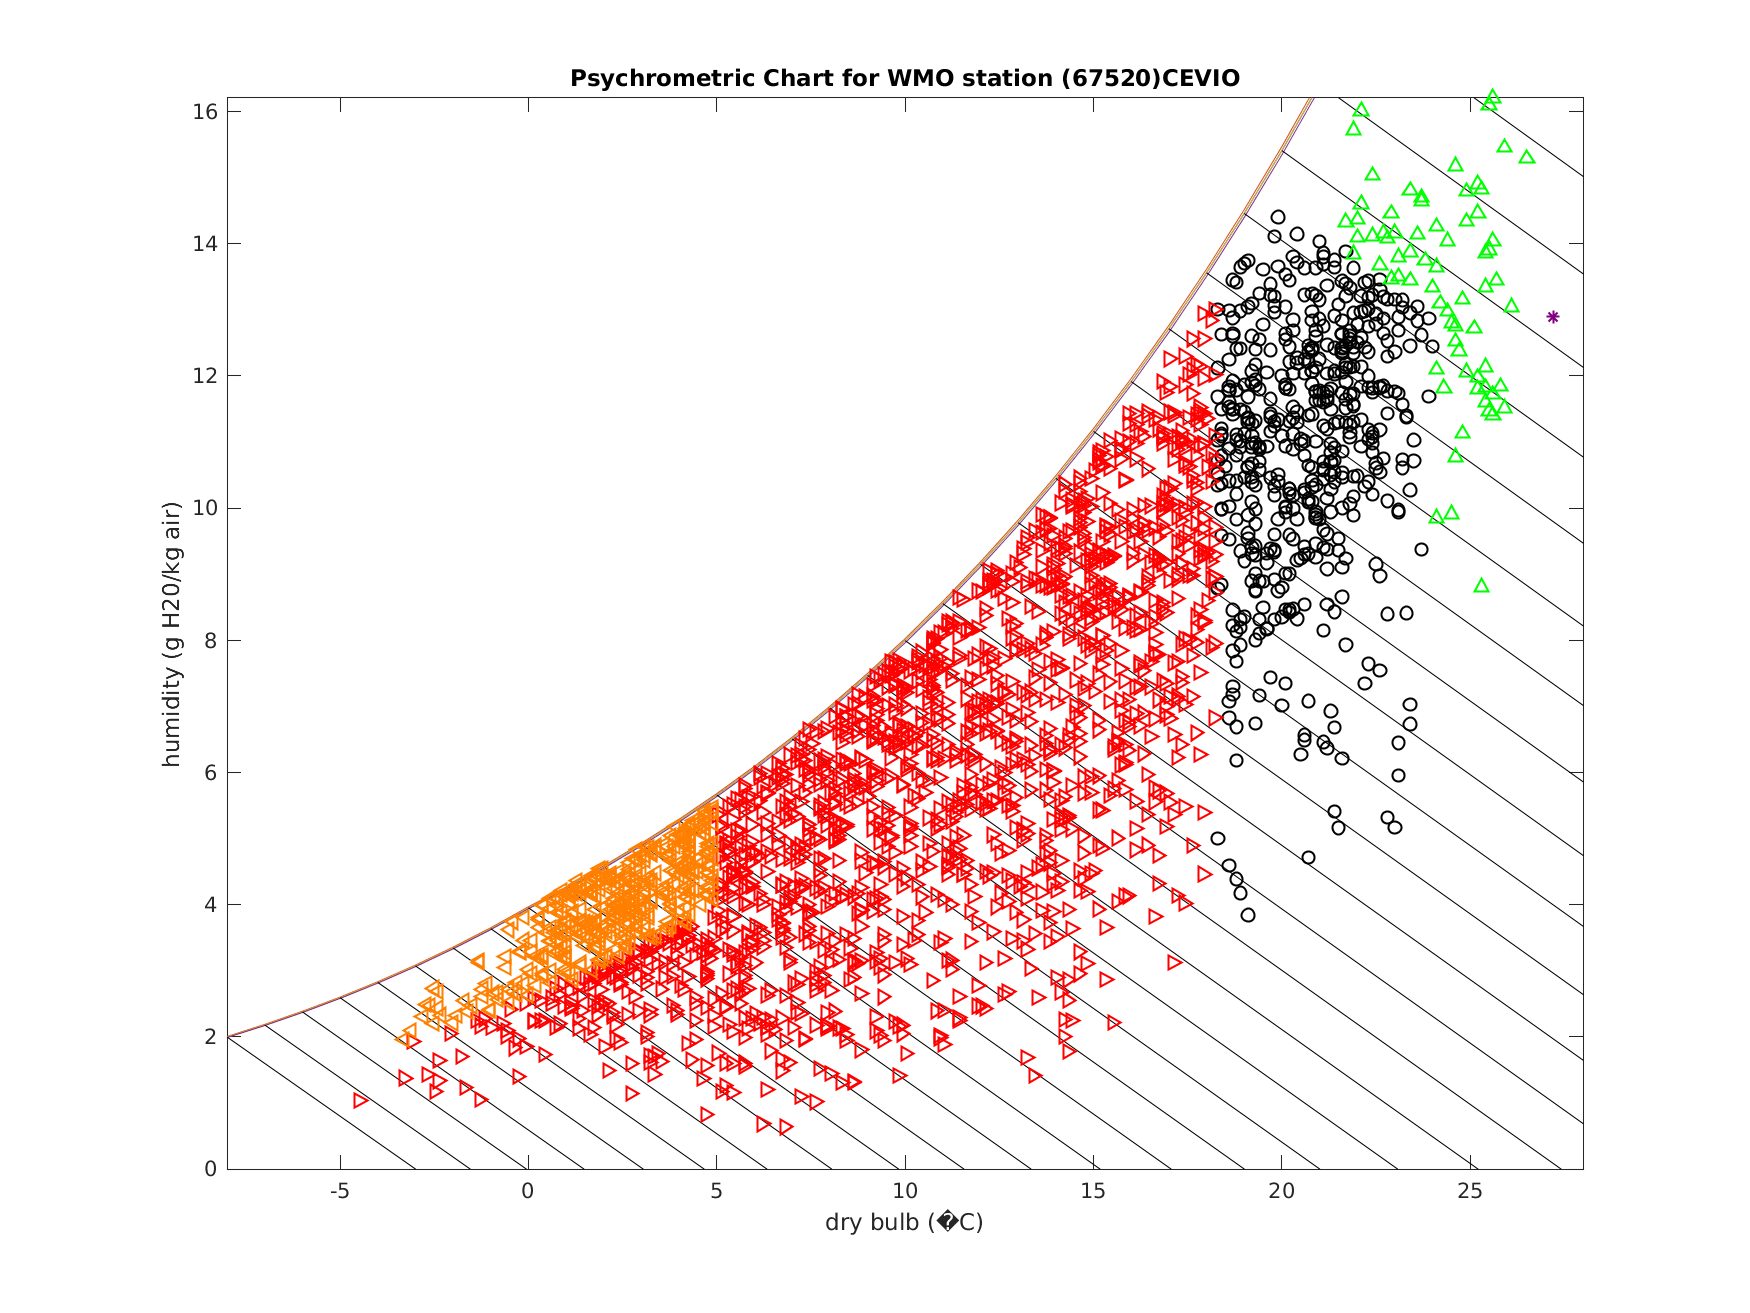 Psychrometric Chart for WMO station (67520)CEVIO
16
14
12
10
8
6
4
2
0
humidity (g H20/kg air)
-5 0 5 10 15 20 25
dry bulb (�C)